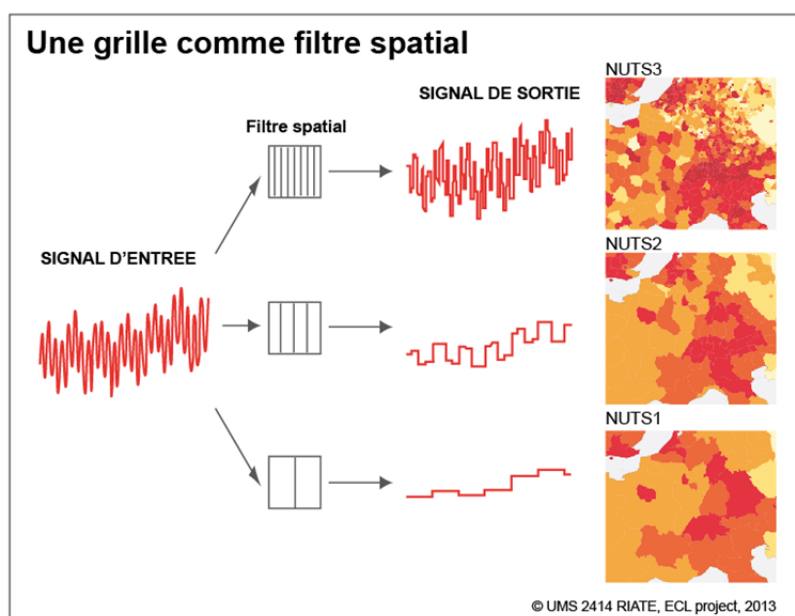 Une grille comme filtre spatial
NUTS3
SIGNAL DE SORTIE
Filtre spatial
SIGNAL D'ENTREE
NUTS2
NUTS1
© UMS 2414 RIATE, ECL project, 2013